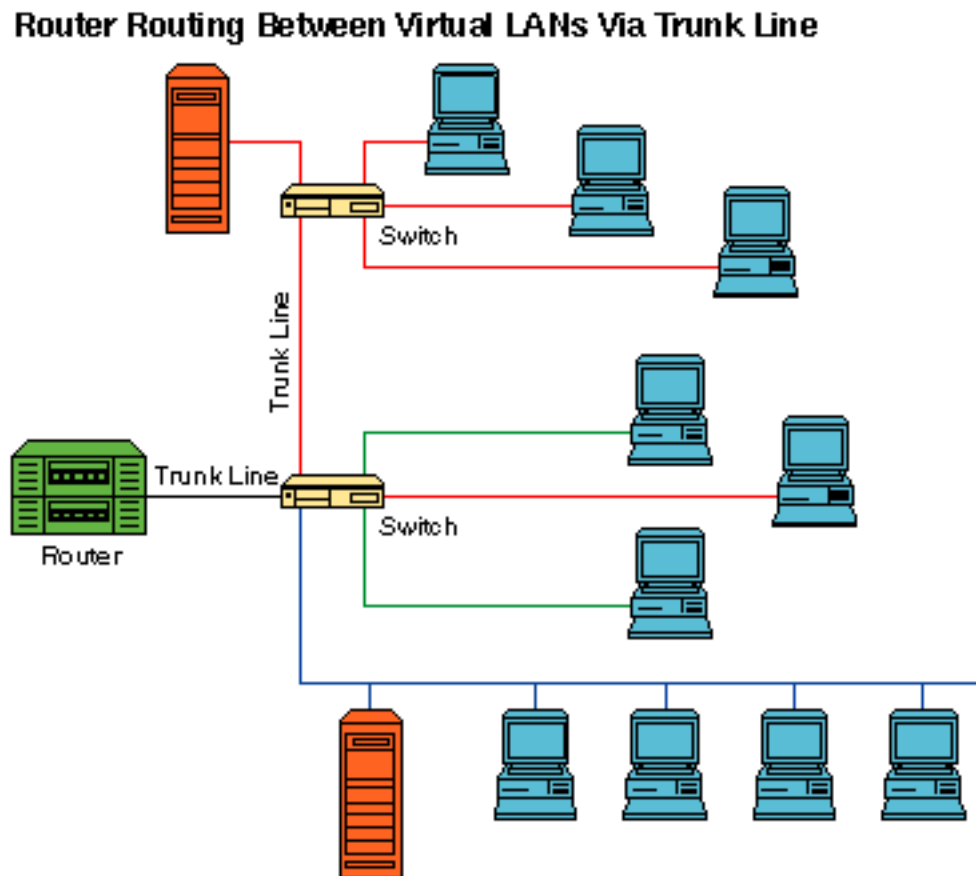 Router Routing Between Virtual LANs Via Trunk Line
Switch
Trunk Line
Trunk Line
Switch
Router